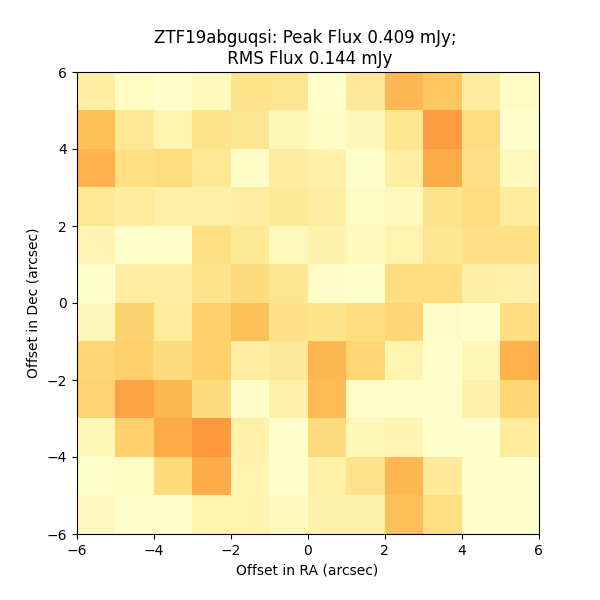 ZTF19abguqsi: Peak Flux 0.409 mJy;
RMS Flux 0.144 mJy
6
4
2
0
−2
−4
−6
Offset in Dec (arcsec)
−6 −4 −2 0 2 4 6
Offset in RA (arcsec)